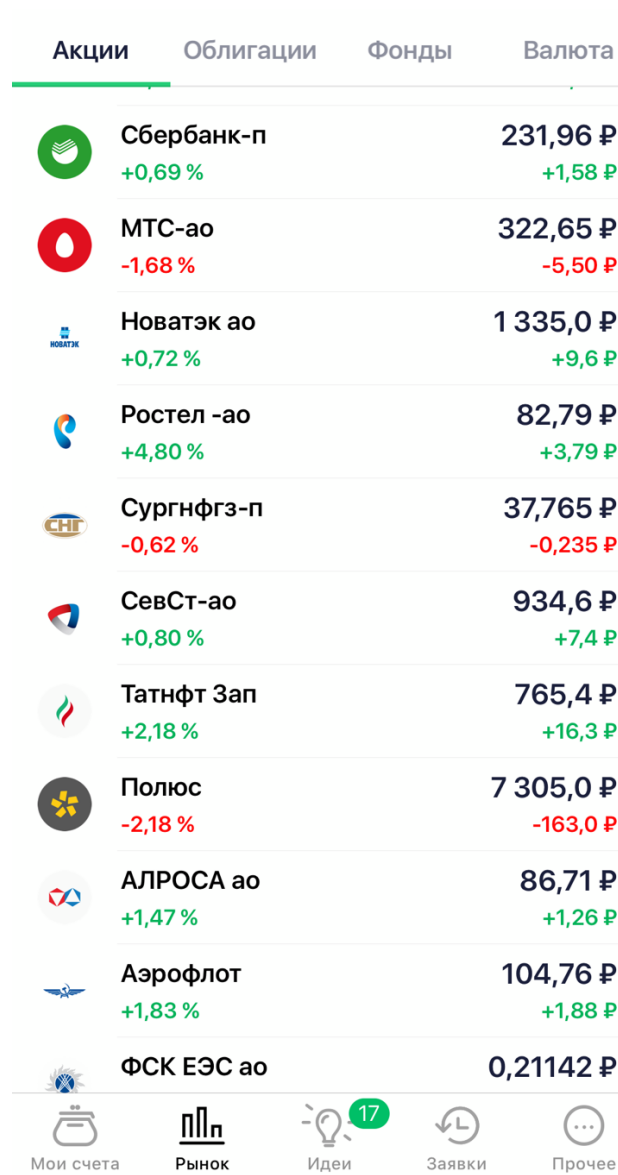 Акции Облигации Фонды Валюта
Сбербанк-п 231,96 ₽
+0,69 % +1,58 ₽
МТС-ао 322,65 ₽
-1,68 % -5,50 ₽
НОВАТЭК
Новатэк ао 1 335,0 ₽
+0,72 % +9,6 ₽
Ростел -ао 82,79 ₽
+4,80 % +3,79 ₽
СНГ
Сургнфгз-п 37,765 ₽
-0,62 % -0,235 ₽
СевСт-ао 934,6 ₽
+0,80 % +7,4 ₽
Татнфт 3ап 765,4 ₽
+2,18 % +16,3 ₽
Полюс 7 305,0 ₽
-2,18 % -163,0 ₽
АЛРОСА ао 86,71 ₽
+1,47 % +1,26 ₽
Аэрофлот 104,76 ₽
+1,83 % +1,88 ₽
ФСК ЕЭС ао 0,21142 ₽
17
Мои счета Рынок Идеи Заявки Прочее